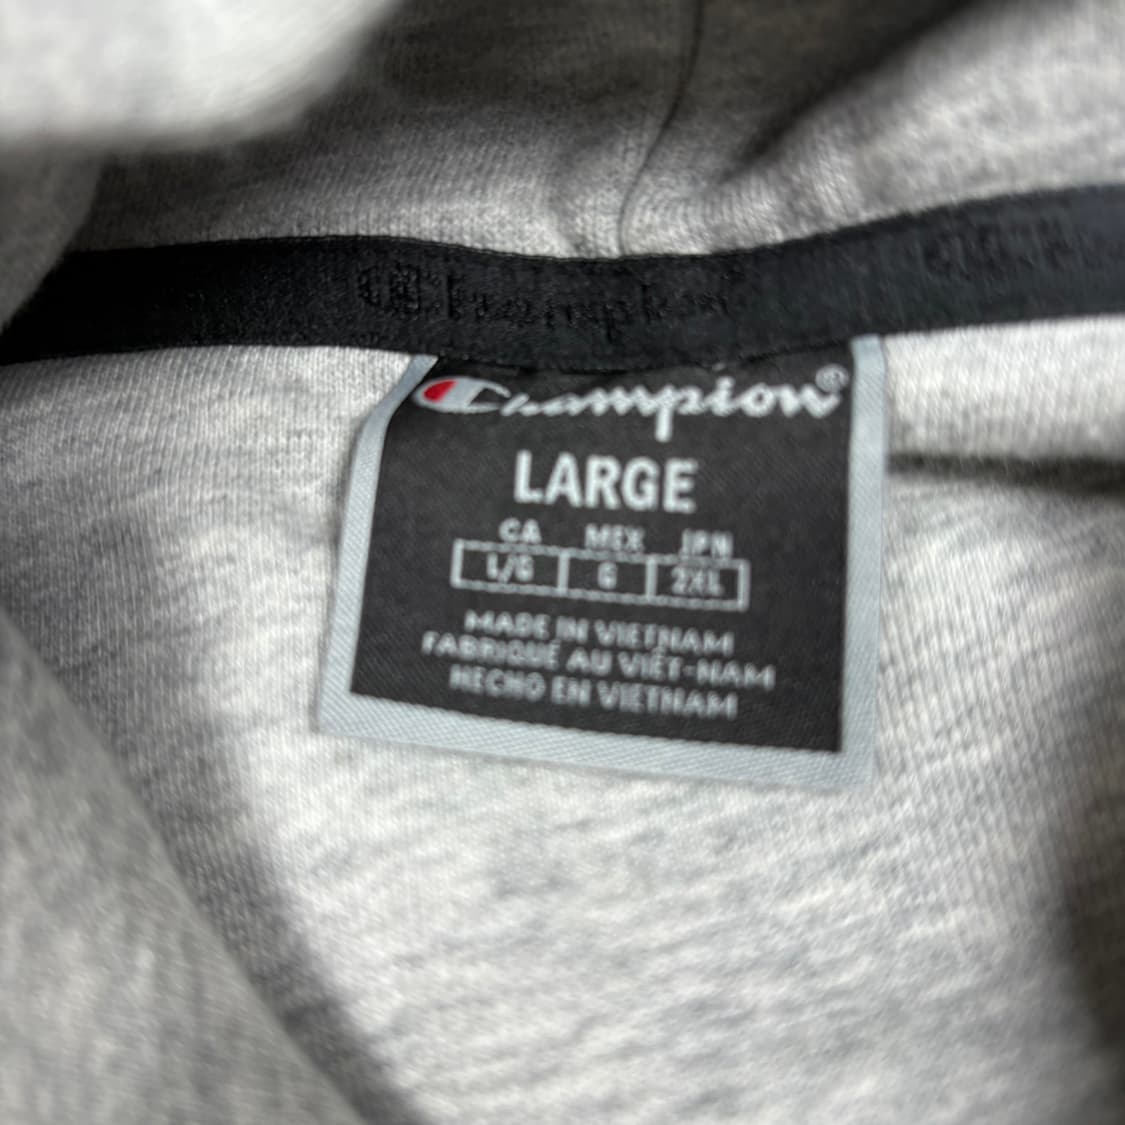 Champion
Champion®
LARGE
CA MEX JPN
L/G G 2XL
MADE IN VIETNAM
FABRIQUÉ AU VIÊT-NAM
HECHO EN VIETNAM